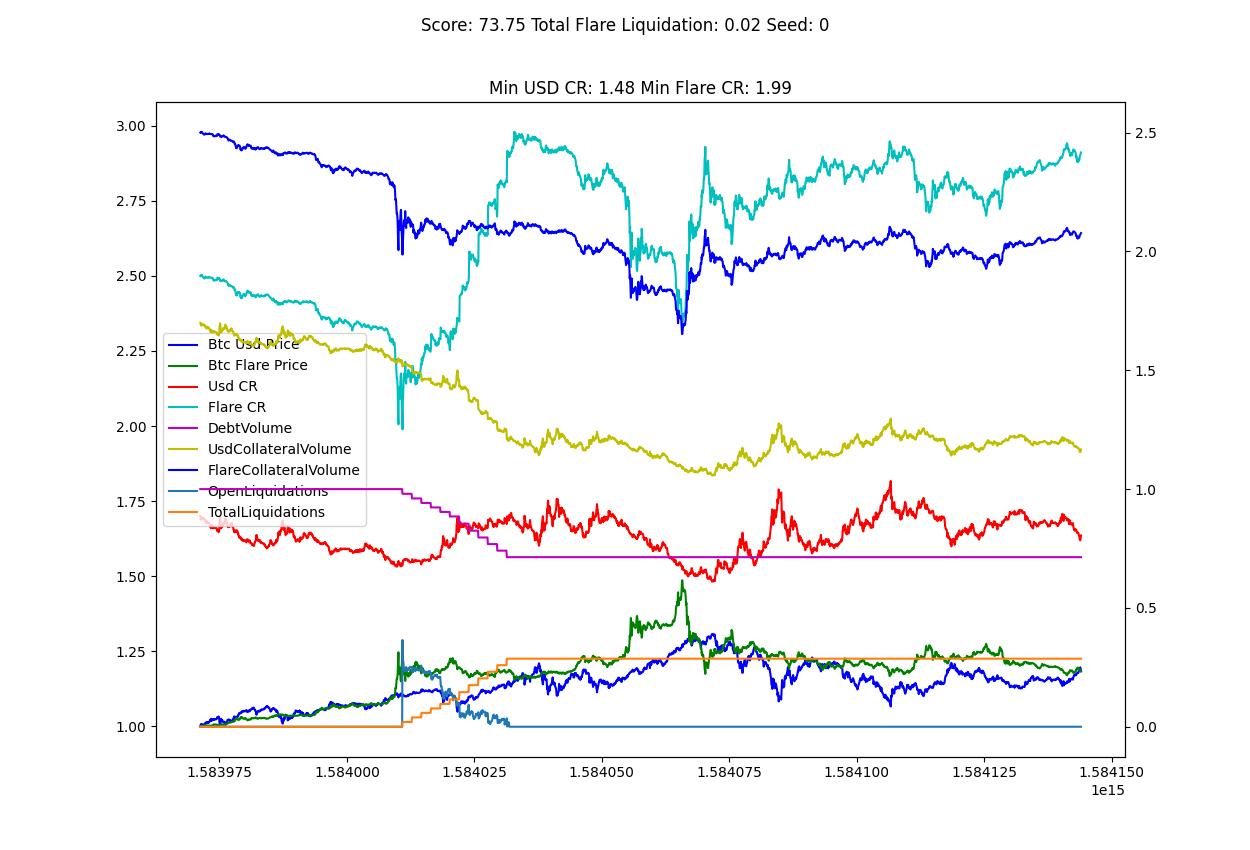 Score: 73.75 Total Flare Liquidation: 0.02 Seed: 0
Min USD CR: 1.48 Min Flare CR: 1.99
3.00
2.75
2.50
2.25
2.00
1.75
1.50
1.25
1.00
2.5
2.0
1.5
1.0
0.5
0.0
Btc Usd Price
Btc Flare Price
Usd CR
Flare CR
DebtVolume
UsdCollateralVolume
FlareCollateralVolume
OpenLiquidations
TotalLiquidations
1.583975 1.584000 1.584025 1.584050 1.584075 1.584100 1.584125 1.584150
1e15